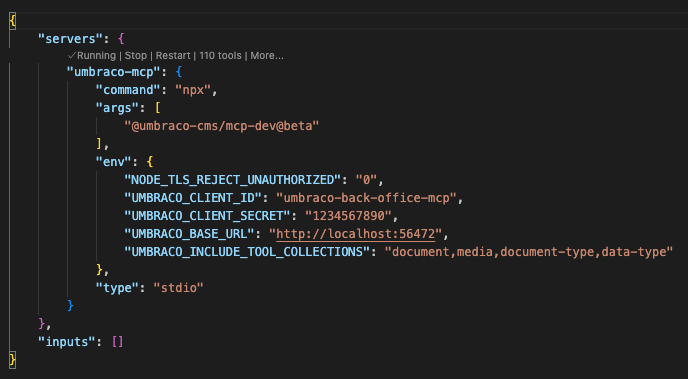 {
"servers": {
✓Running | Stop | Restart | 110 tools | More...
"umbraco-mcp": {
"command": "npx",
"args": [
"@umbraco-cms/mcp-dev@beta"
],
"env": {
"NODE_TLS_REJECT_UNAUTHORIZED": "0",
"UMBRACO_CLIENT_ID": "umbraco-back-office-mcp",
"UMBRACO_CLIENT_SECRET": "1234567890",
"UMBRACO_BASE_URL": "http://localhost:56472",
"UMBRACO_INCLUDE_TOOL_COLLECTIONS": "document,media,document-type,data-type"
},
"type": "stdio"
}
},
"inputs": []
}